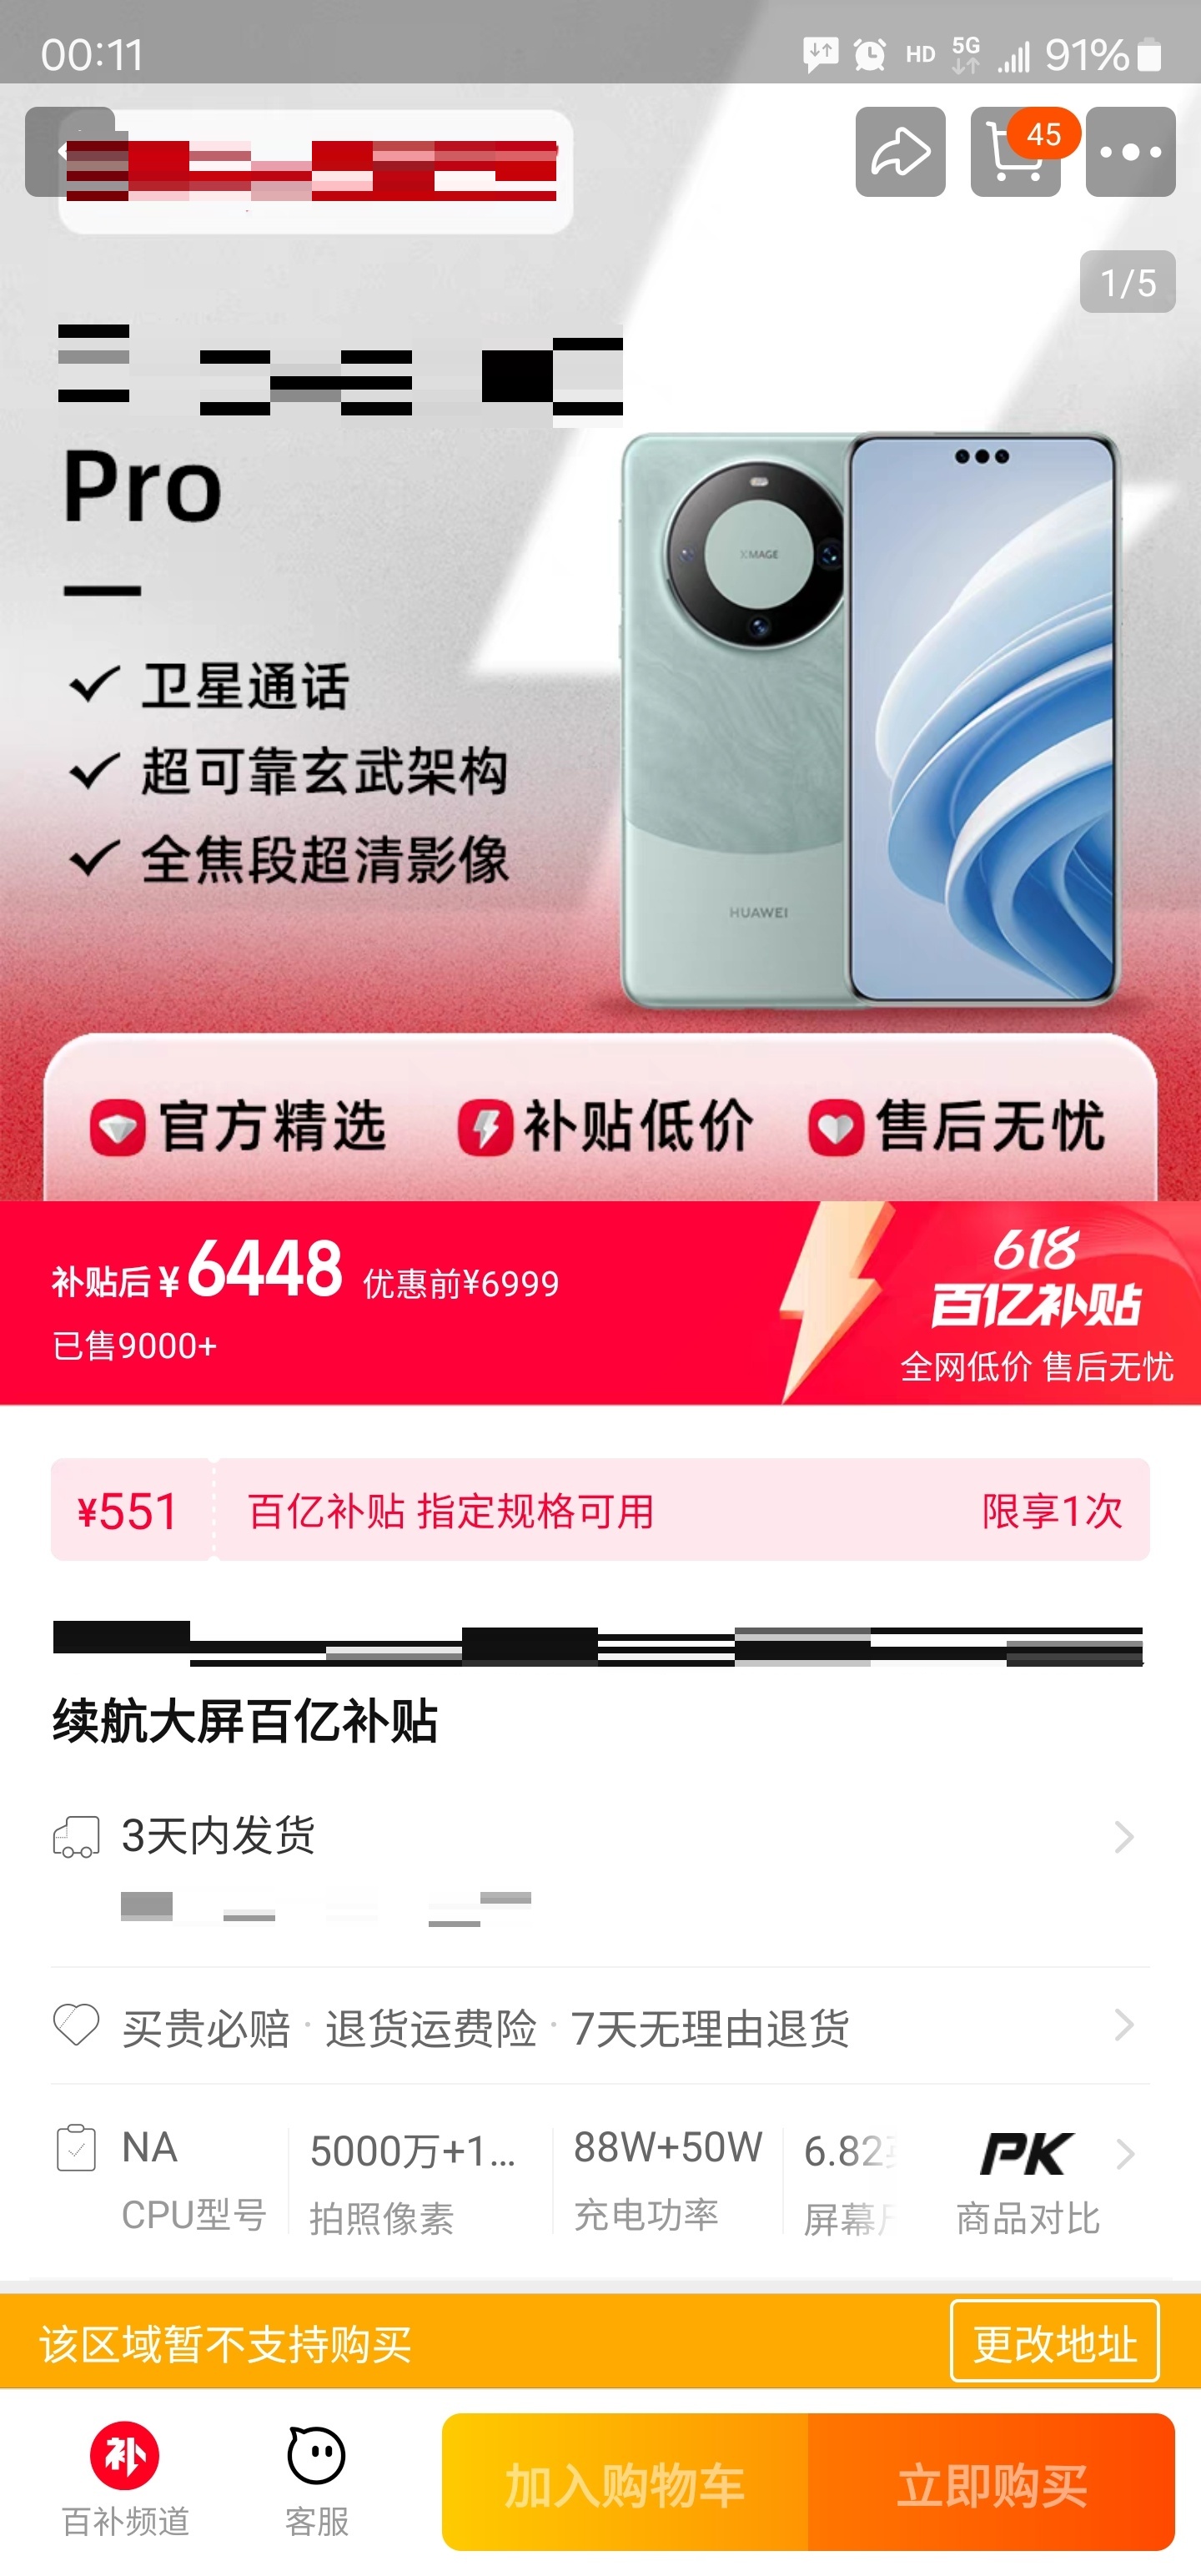 00:11
HD 5G 91%
45
1/5
Pro
卫星通话
超可靠玄武架构
全焦段超清影像
XMAGE
HUAWEI
官方精选 补贴低价 售后无忧
补贴后¥6448 优惠前¥6999
已售9000+
618
百亿补贴
全网低价 售后无忧
¥551 百亿补贴 指定规格可用 限享1次
续航大屏百亿补贴
3天内发货
买贵必赔 · 退货运费险 · 7天无理由退货
NA 5000万+1... 88W+50W 6.82 PK
CPU型号 拍照像素 充电功率 屏幕 商品对比
该区域暂不支持购买 更改地址
补
百补频道 客服 加入购物车 立即购买